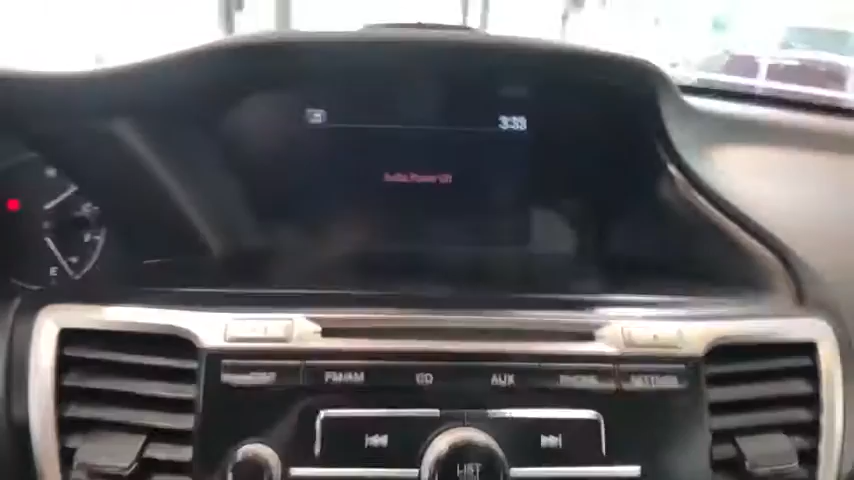 3:33
Audio Power Off
E
FM/AM
CD
AUX
PHONE
SETTINGS
LIST